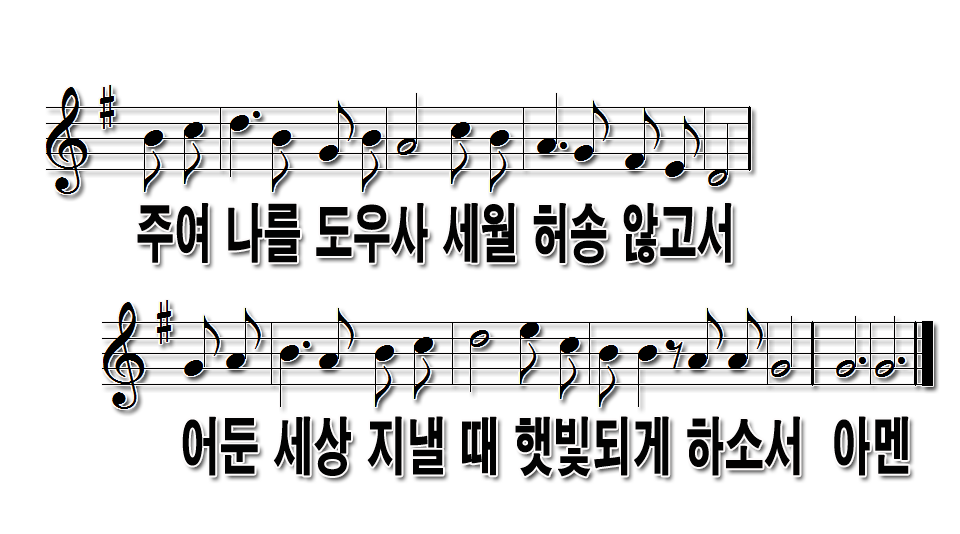 주여 나를 도우사 세월 허송 않고서
어둔 세상 지낼 때 햇빛되게 하소서 아멘